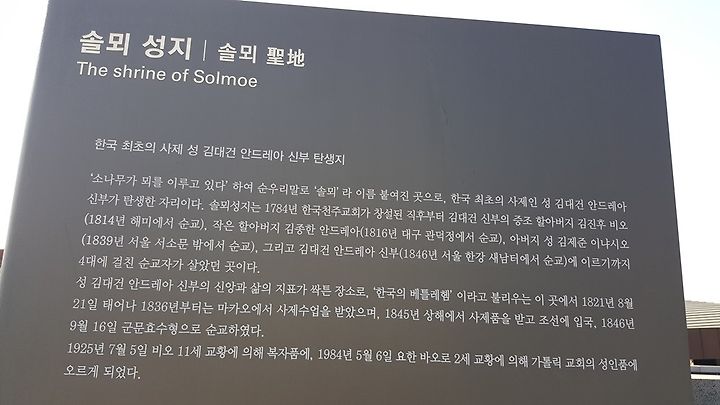 솔뫼 성지 | 솔뫼 聖地
The shrine of Solmoe
한국 최초의 사제 성 김대건 안드레아 신부 탄생지
'소나무가 뫼를 이루고 있다' 하여 순우리말로 '솔뫼' 라 이름 붙여진 곳으로, 한국 최초의 사제인 성 김대건 안드레아
신부가 탄생한 자리이다. 솔뫼성지는 1784년 한국천주교회가 창설된 직후부터 김대건 신부의 증조 할아버지 김진후 비오
(1814년 해미에서 순교), 작은 할아버지 김종한 안드레아(1816년 대구 관덕정에서 순교), 아버지 성 김제준 이냐시오
(1839년 서울 서소문 밖에서 순교), 그리고 김대건 안드레아 신부(1846년 서울 한강 새남터에서 순교)에 이르기까지
4대에 걸친 순교자가 살았던 곳이다.
성 김대건 안드레아 신부의 신앙과 삶의 지표가 싹튼 장소로, '한국의 베틀레헴' 이라고 불리우는 이 곳에서 1821년 8월
21일 태어나 1836년부터는 마카오에서 사제수업을 받았으며, 1845년 상해에서 사제품을 받고 조선에 입국, 1846년
9월 16일 군문효수형으로 순교하였다.
1925년 7월 5일 비오 11세 교황에 의해 복자품에, 1984년 5월 6일 요한 바오로 2세 교황에 의해 가톨릭 교회의 성인품에
오르게 되었다.